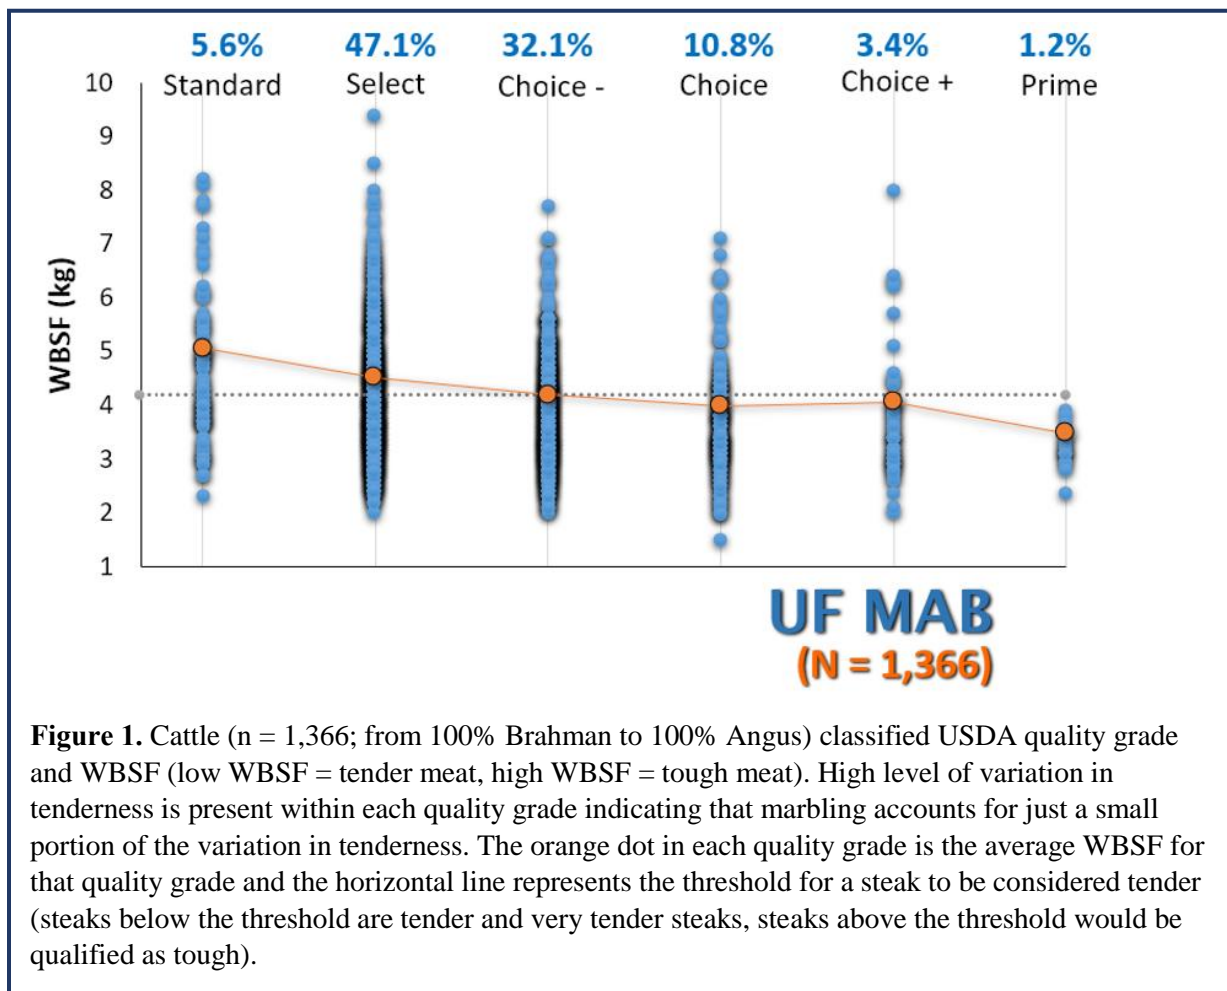 5.6% 47.1% 32.1% 10.8% 3.4% 1.2%
Standard Select Choice - Choice Choice + Prime
10
9
8
7
6
5
4
3
2
1
WBSF (kg)
UF MAB
(N = 1,366)
Figure 1. Cattle (n = 1,366; from 100% Brahman to 100% Angus) classified USDA quality grade
and WBSF (low WBSF = tender meat, high WBSF = tough meat). High level of variation in
tenderness is present within each quality grade indicating that marbling accounts for just a small
portion of the variation in tenderness. The orange dot in each quality grade is the average WBSF for
that quality grade and the horizontal line represents the threshold for a steak to be considered tender
(steaks below the threshold are tender and very tender steaks, steaks above the threshold would be
qualified as tough).